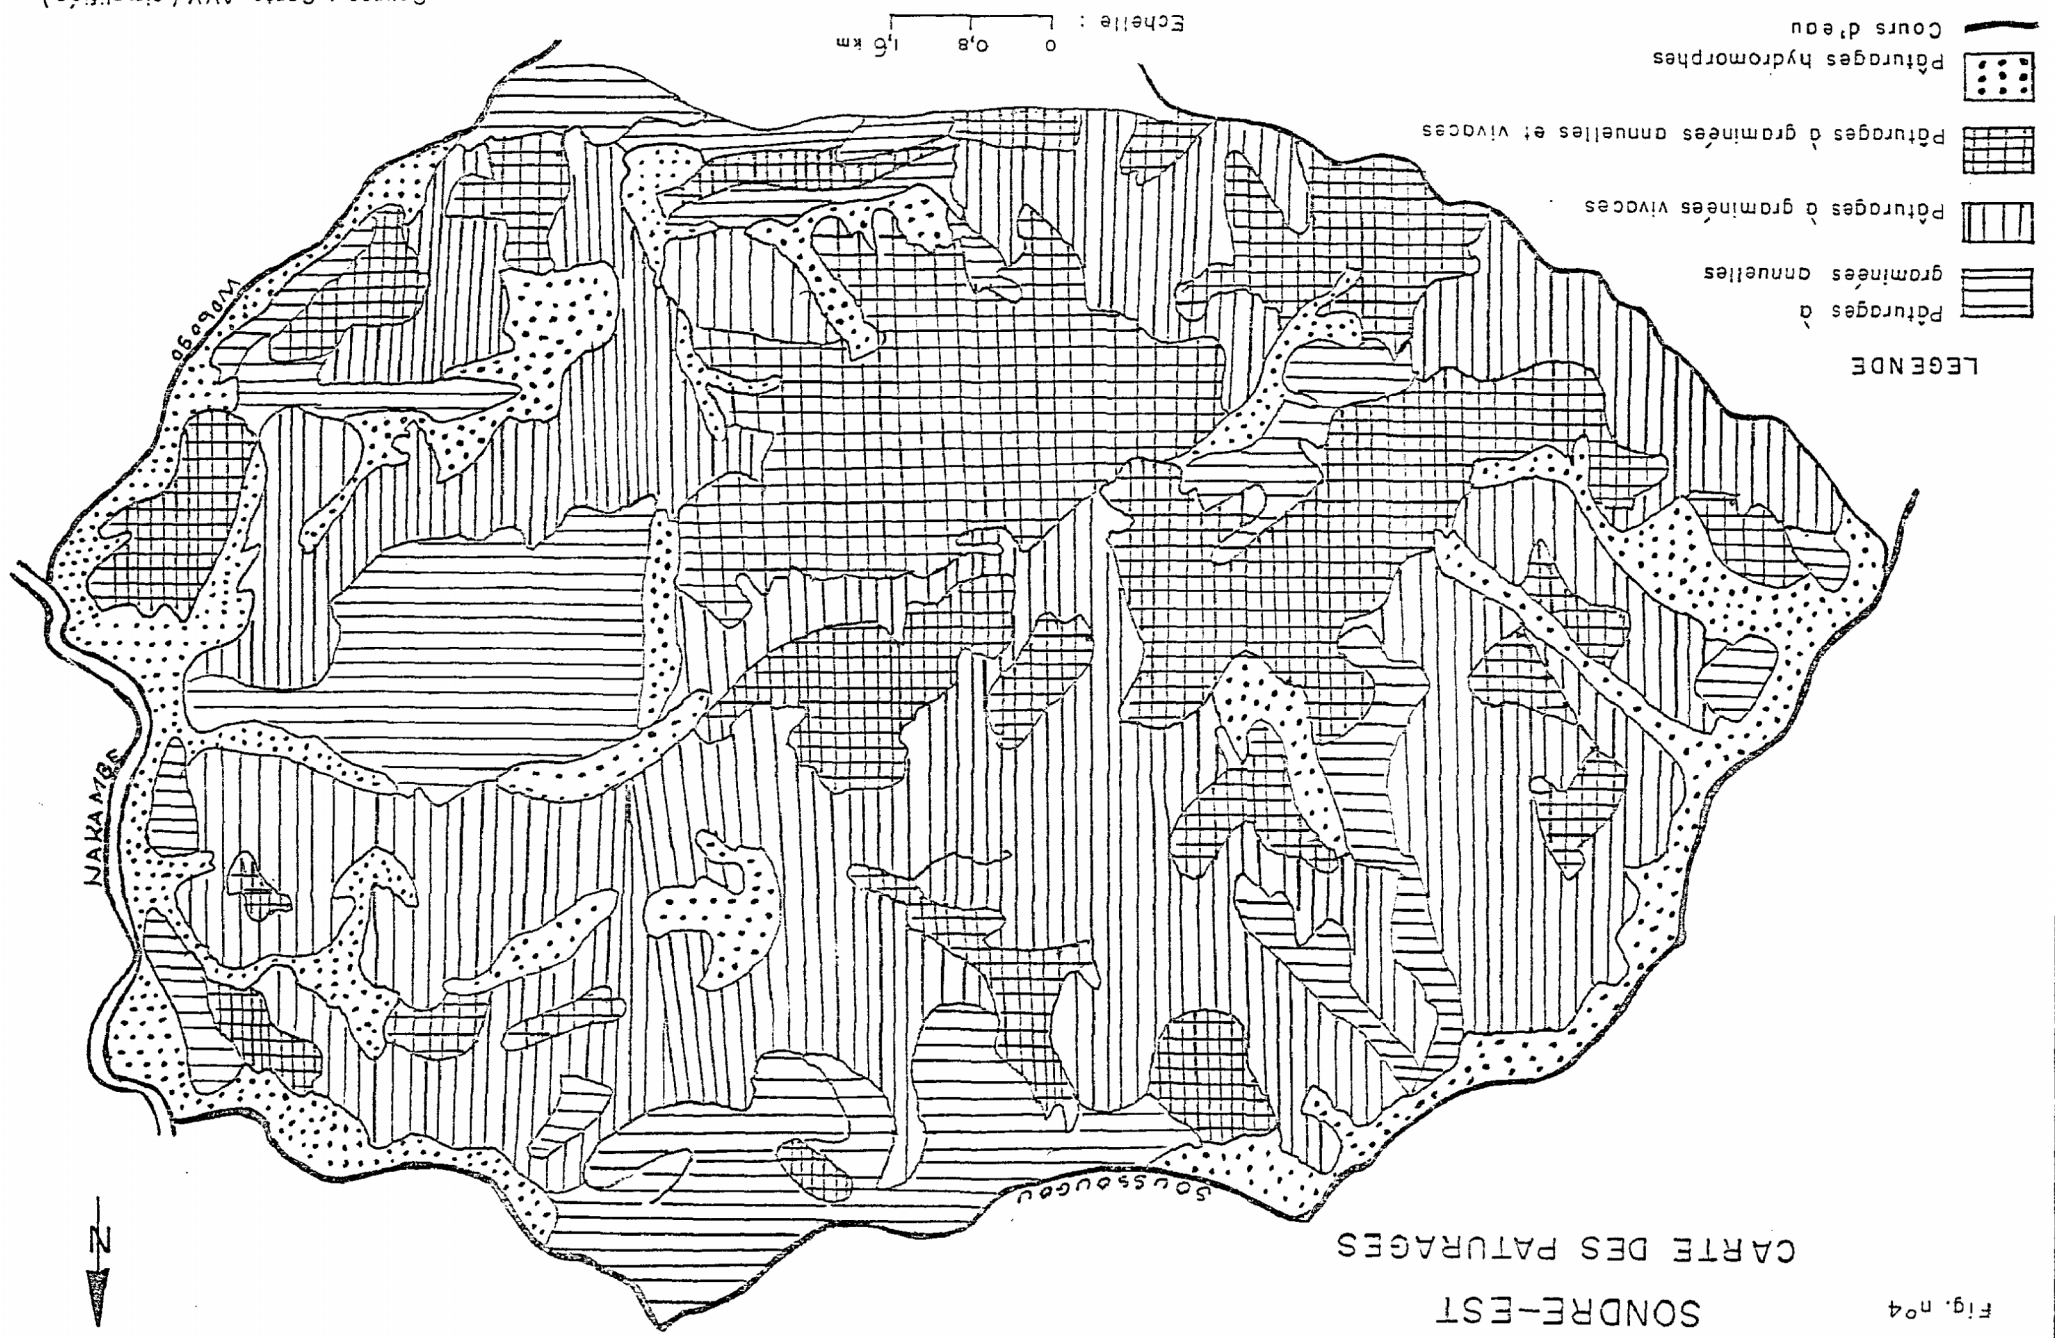 Fig. n°4
SONDRE-EST
CARTE DES PATURAGES
SOUSSOUGOU
NAKAMBE
WOBOGO
LEGENDE
Pâturages à
graminées annuelles
Pâturages à graminées vivaces
Pâturages à graminées annuelles et vivaces
Pâturages hydromorphes
Cours d'eau
Echelle : 0 0,8 1,6 km
N